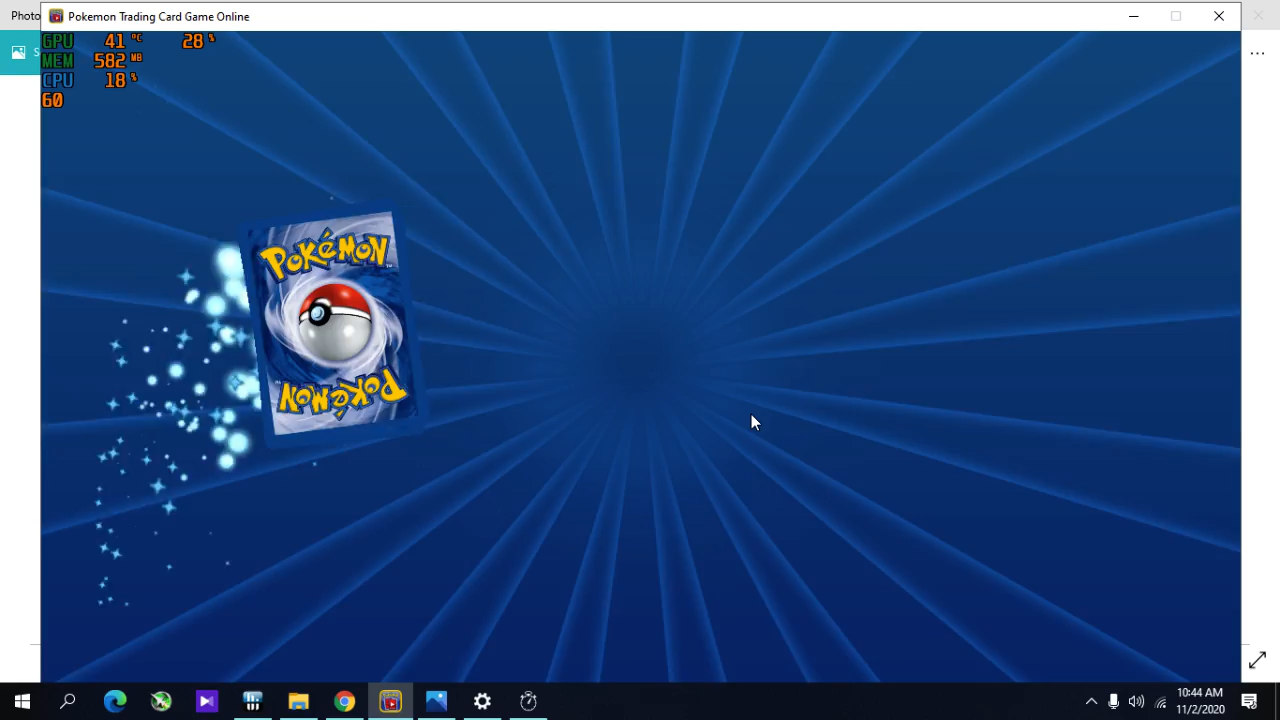 Photo
Pokemon Trading Card Game Online
GPU 41 °C 28 %
MEM 582 MB
CPU 18 %
60
S
POKéMON
POKéMON
10:44 AM
11/2/2020